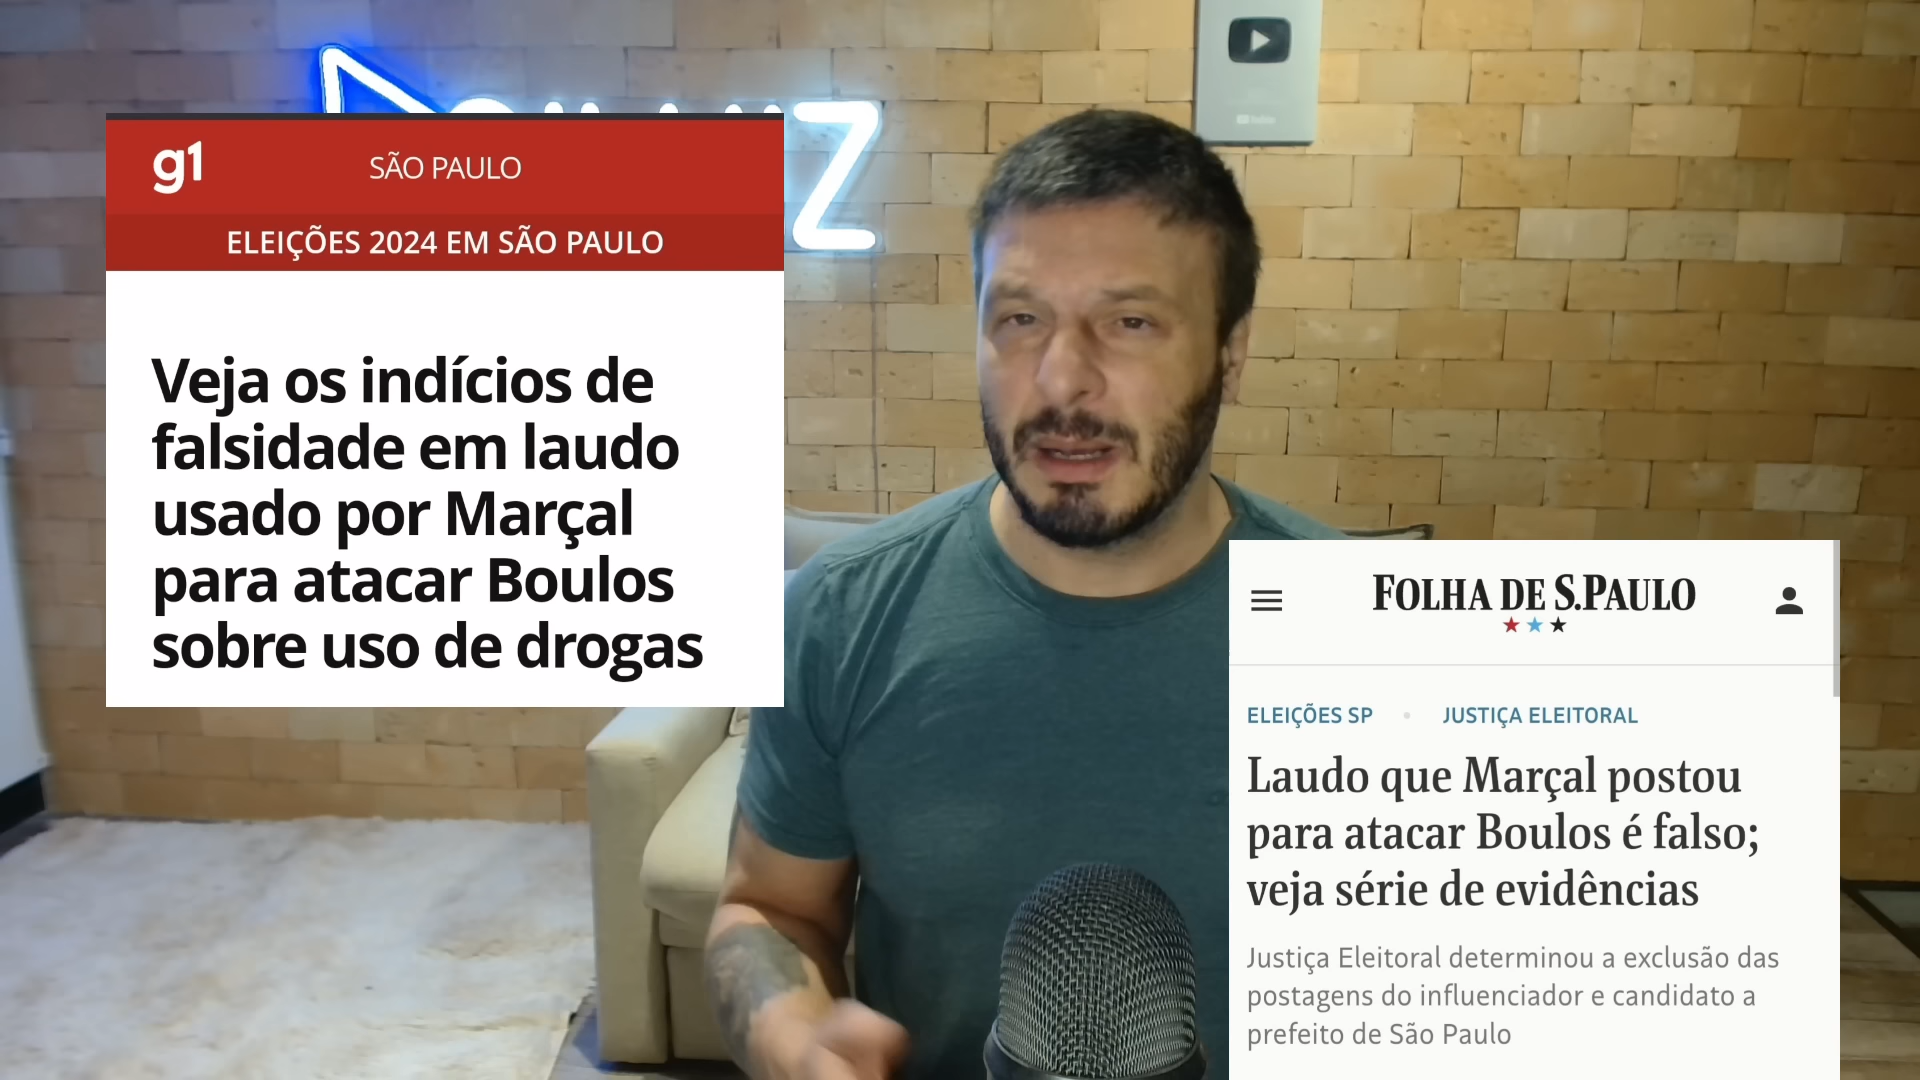 g1
SÃO PAULO
ELEIÇÕES 2024 EM SÃO PAULO
Veja os indícios de
falsidade em laudo
usado por Marçal
para atacar Boulos
sobre uso de drogas
FOLHA DE S.PAULO
ELEIÇÕES SP • JUSTIÇA ELEITORAL
Laudo que Marçal postou
para atacar Boulos é falso;
veja série de evidências
Justiça Eleitoral determinou a exclusão das
postagens do influenciador e candidato a
prefeito de São Paulo